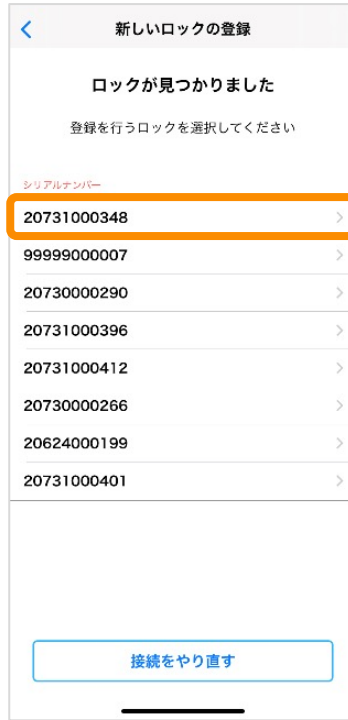 新しいロックの登録
ロックが見つかりました
登録を行うロックを選択してください
シリアルナンバー
20731000348
99999000007
20730000290
20731000396
20731000412
20730000266
20624000199
20731000401
接続をやり直す